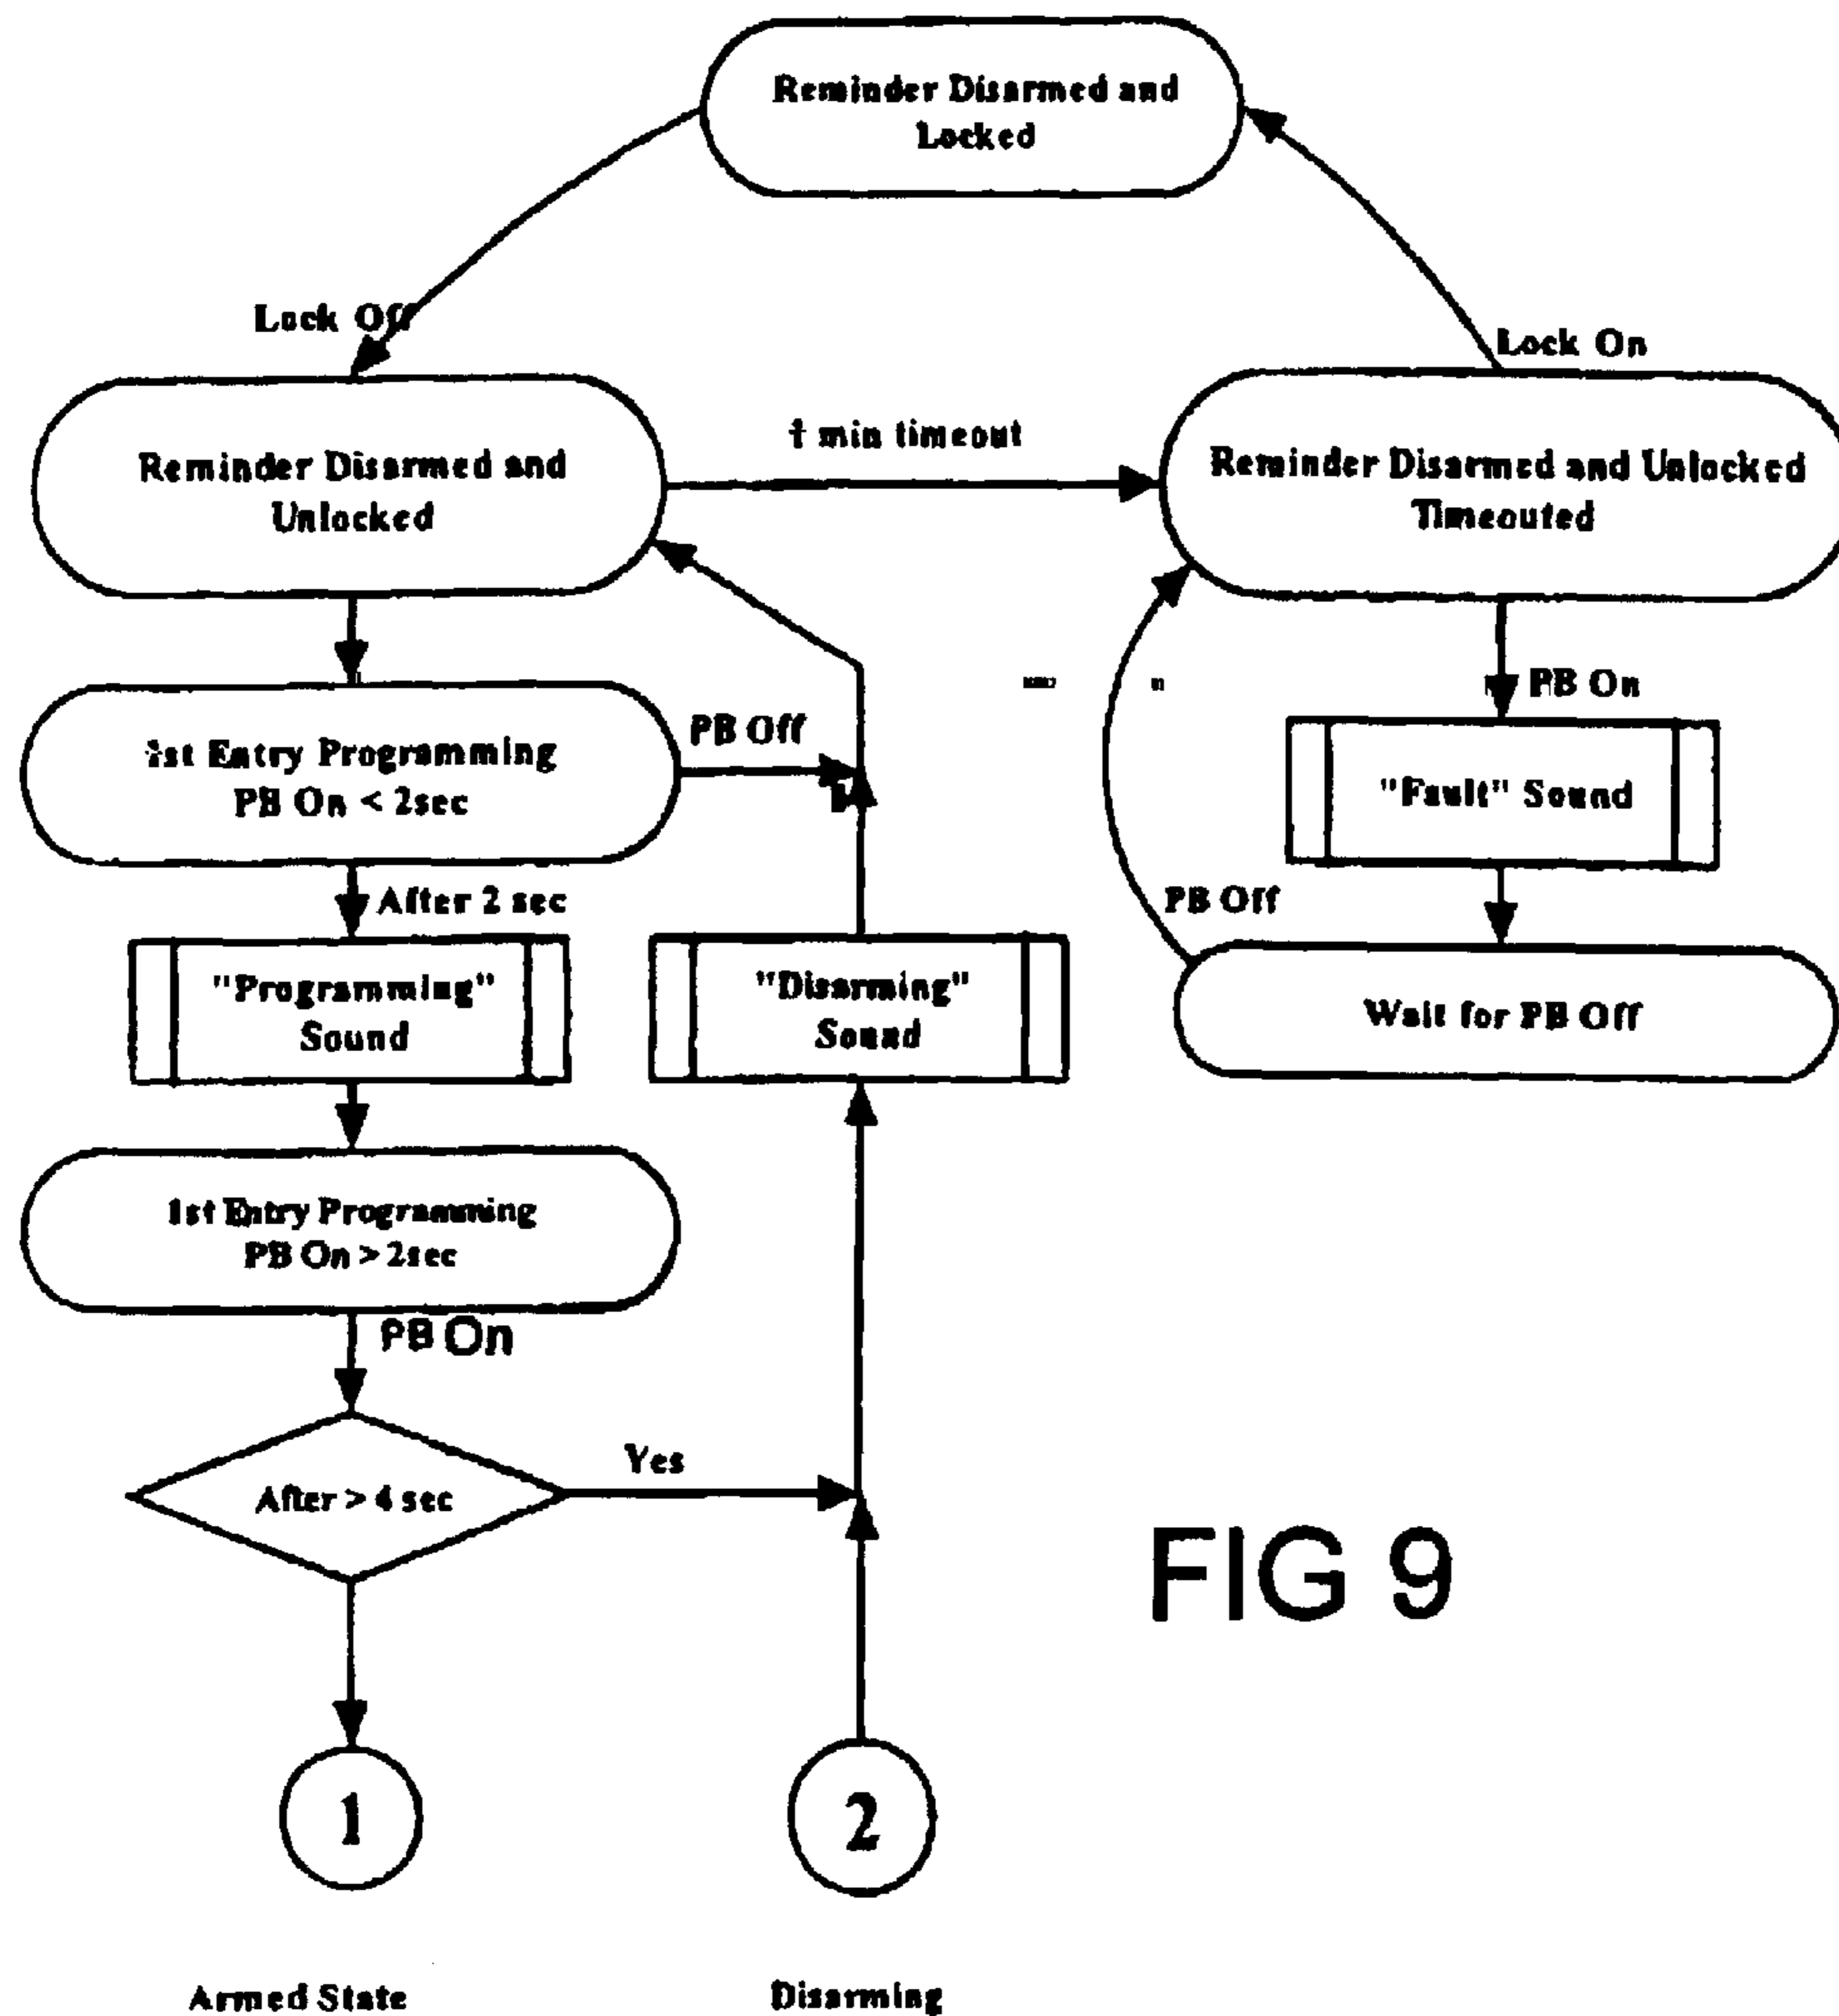 Reminder Disarmed and
Locked
Lock Off
Lock On
Reminder Disarmed and
Unlocked
1 min timeout
Reminder Disarmed and Unlocked
Timeouted
PB On
1st Entry Programming
PB On < 2sec
PB Off
"Fault" Sound
After 2 sec
PB Off
"Programming"
Sound
"Disarming"
Sound
Wait for PB Off
1st Entry Programming
PB On > 2sec
PB On
After > 4 sec
Yes
FIG 9
1
2
Armed State
Disarming